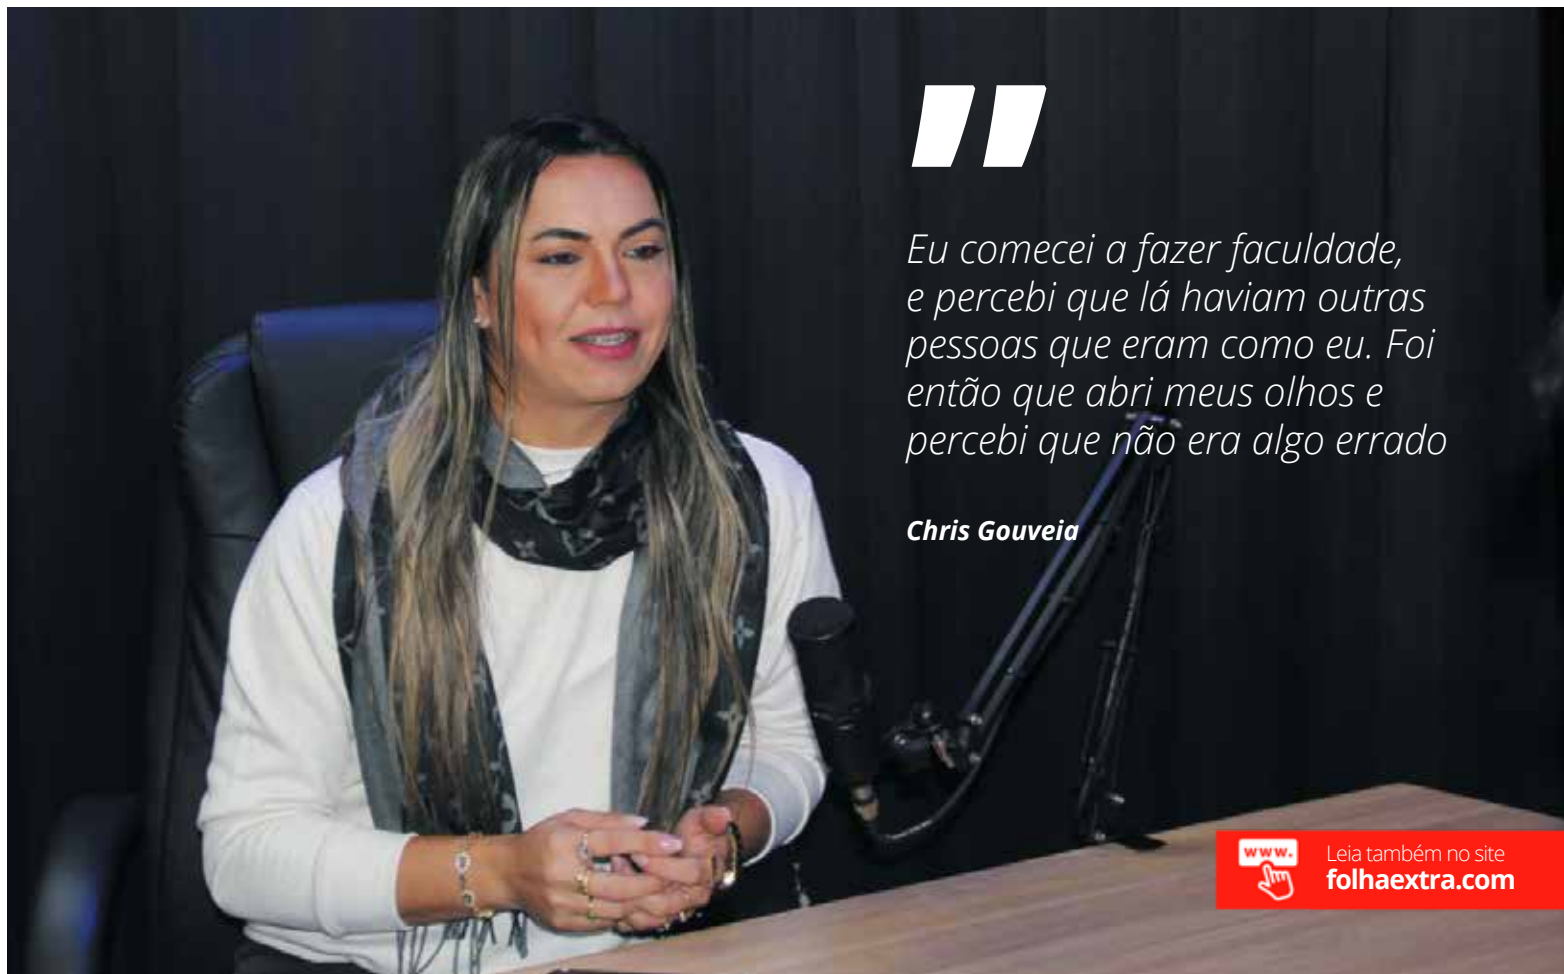 "
Eu comecei a fazer faculdade,
e percebi que lá haviam outras
pessoas que eram como eu. Foi
então que abri meus olhos e
percebi que não era algo errado
Chris Gouveia
www.
Leia também no site
folhaextra.com